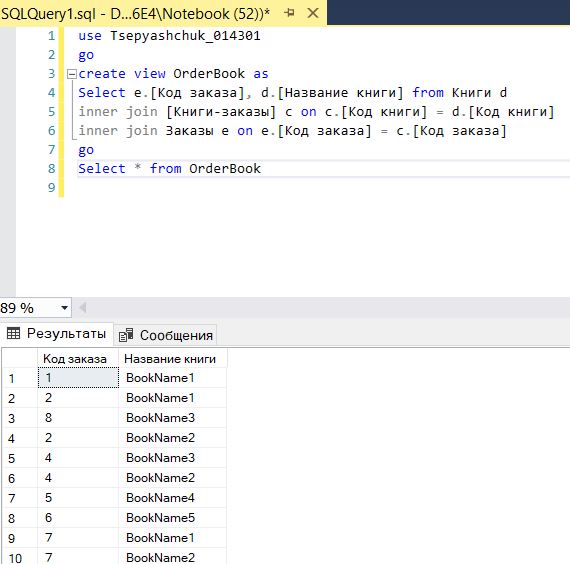 SQLQuery1.sql - D...6E4\Notebook (52))*
1 use Tsepyashchuk_014301
2 go
3 create view OrderBook as
4 Select e.[Код заказа], d.[Название книги] from Книги d
5 inner join [Книги-заказы] c on c.[Код книги] = d.[Код книги]
6 inner join Заказы e on e.[Код заказа] = c.[Код заказа]
7 go
8 Select * from OrderBook
9
89 %
Результаты Сообщения
Код заказа Название книги
1 1 BookName1
2 2 BookName1
3 8 BookName3
4 2 BookName2
5 4 BookName3
6 4 BookName2
7 5 BookName4
8 6 BookName5
9 7 BookName1
10 7 BookName2